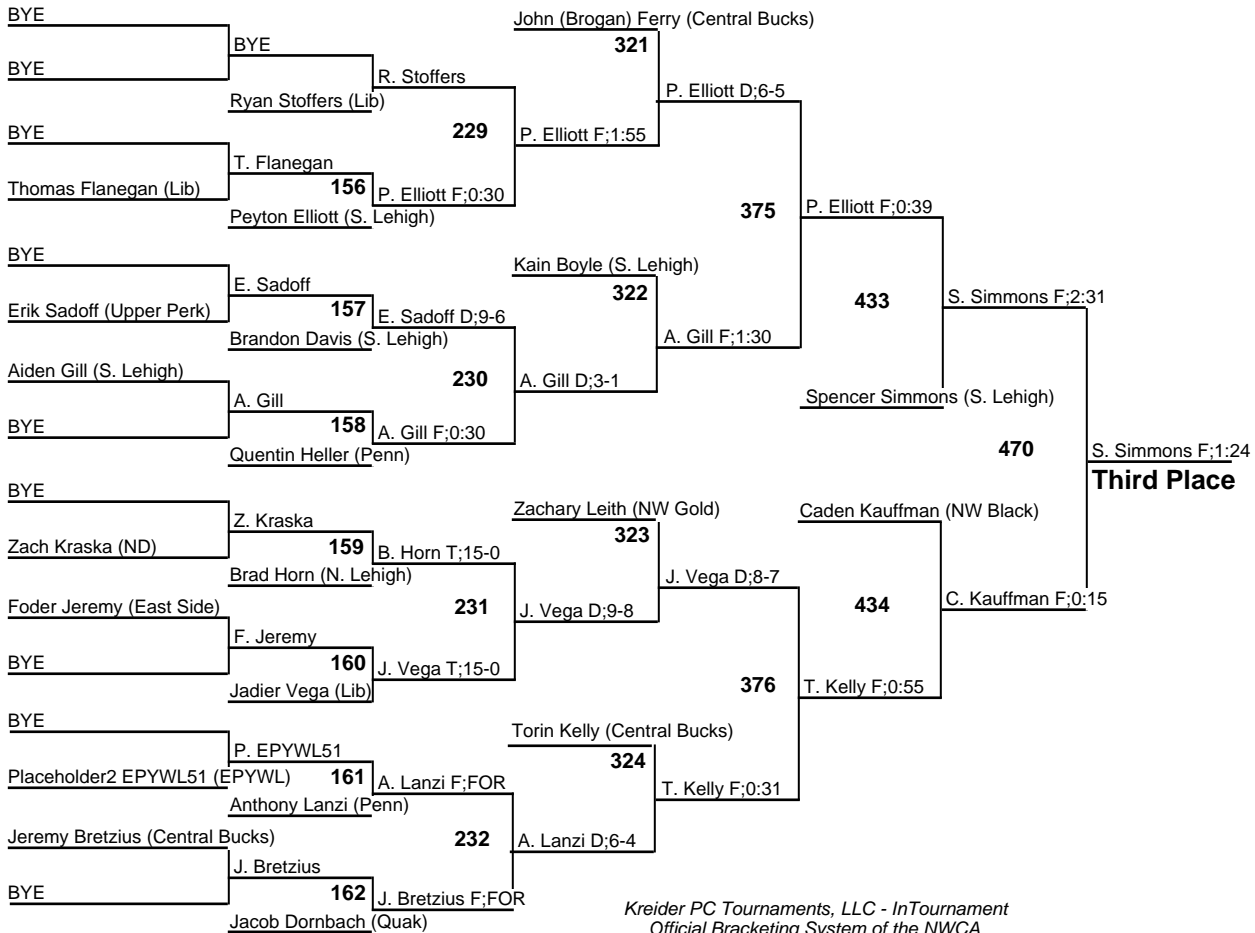 BYE
John (Brogan) Ferry (Central Bucks)
321
BYE
BYE
R. Stoffers
P. Elliott D;6-5
Ryan Stoffers (Lib)
BYE
229
P. Elliott F;1:55
T. Flanegan
Thomas Flanegan (Lib)
156
P. Elliott F;0:30
Peyton Elliott (S. Lehigh)
375
P. Elliott F;0:39
BYE
Kain Boyle (S. Lehigh)
E. Sadoff
322
433
S. Simmons F;2:31
Erik Sadoff (Upper Perk)
157
E. Sadoff D;9-6
Brandon Davis (S. Lehigh)
A. Gill F;1:30
Aiden Gill (S. Lehigh)
230
A. Gill D;3-1
A. Gill
Spencer Simmons (S. Lehigh)
BYE
158
A. Gill F;0:30
Quentin Heller (Penn)
470
S. Simmons F;1:24
Third Place
BYE
Zachary Leith (NW Gold)
Caden Kauffman (NW Black)
Z. Kraska
323
Zach Kraska (ND)
159
B. Horn T;15-0
Brad Horn (N. Lehigh)
J. Vega D;8-7
Foder Jeremy (East Side)
231
J. Vega D;9-8
434
C. Kauffman F;0:15
F. Jeremy
BYE
160
J. Vega T;15-0
Jadier Vega (Lib)
376
T. Kelly F;0:55
BYE
Torin Kelly (Central Bucks)
P. EPYWL51
324
Placeholder2 EPYWL51 (EPYWL)
161
A. Lanzi F;FOR
T. Kelly F;0:31
Anthony Lanzi (Penn)
Jeremy Bretzius (Central Bucks)
232
A. Lanzi D;6-4
J. Bretzius
BYE
162
J. Bretzius F;FOR
Jacob Dornbach (Quak)
Kreider PC Tournaments, LLC - InTournament
Official Bracketing System of the NWCA